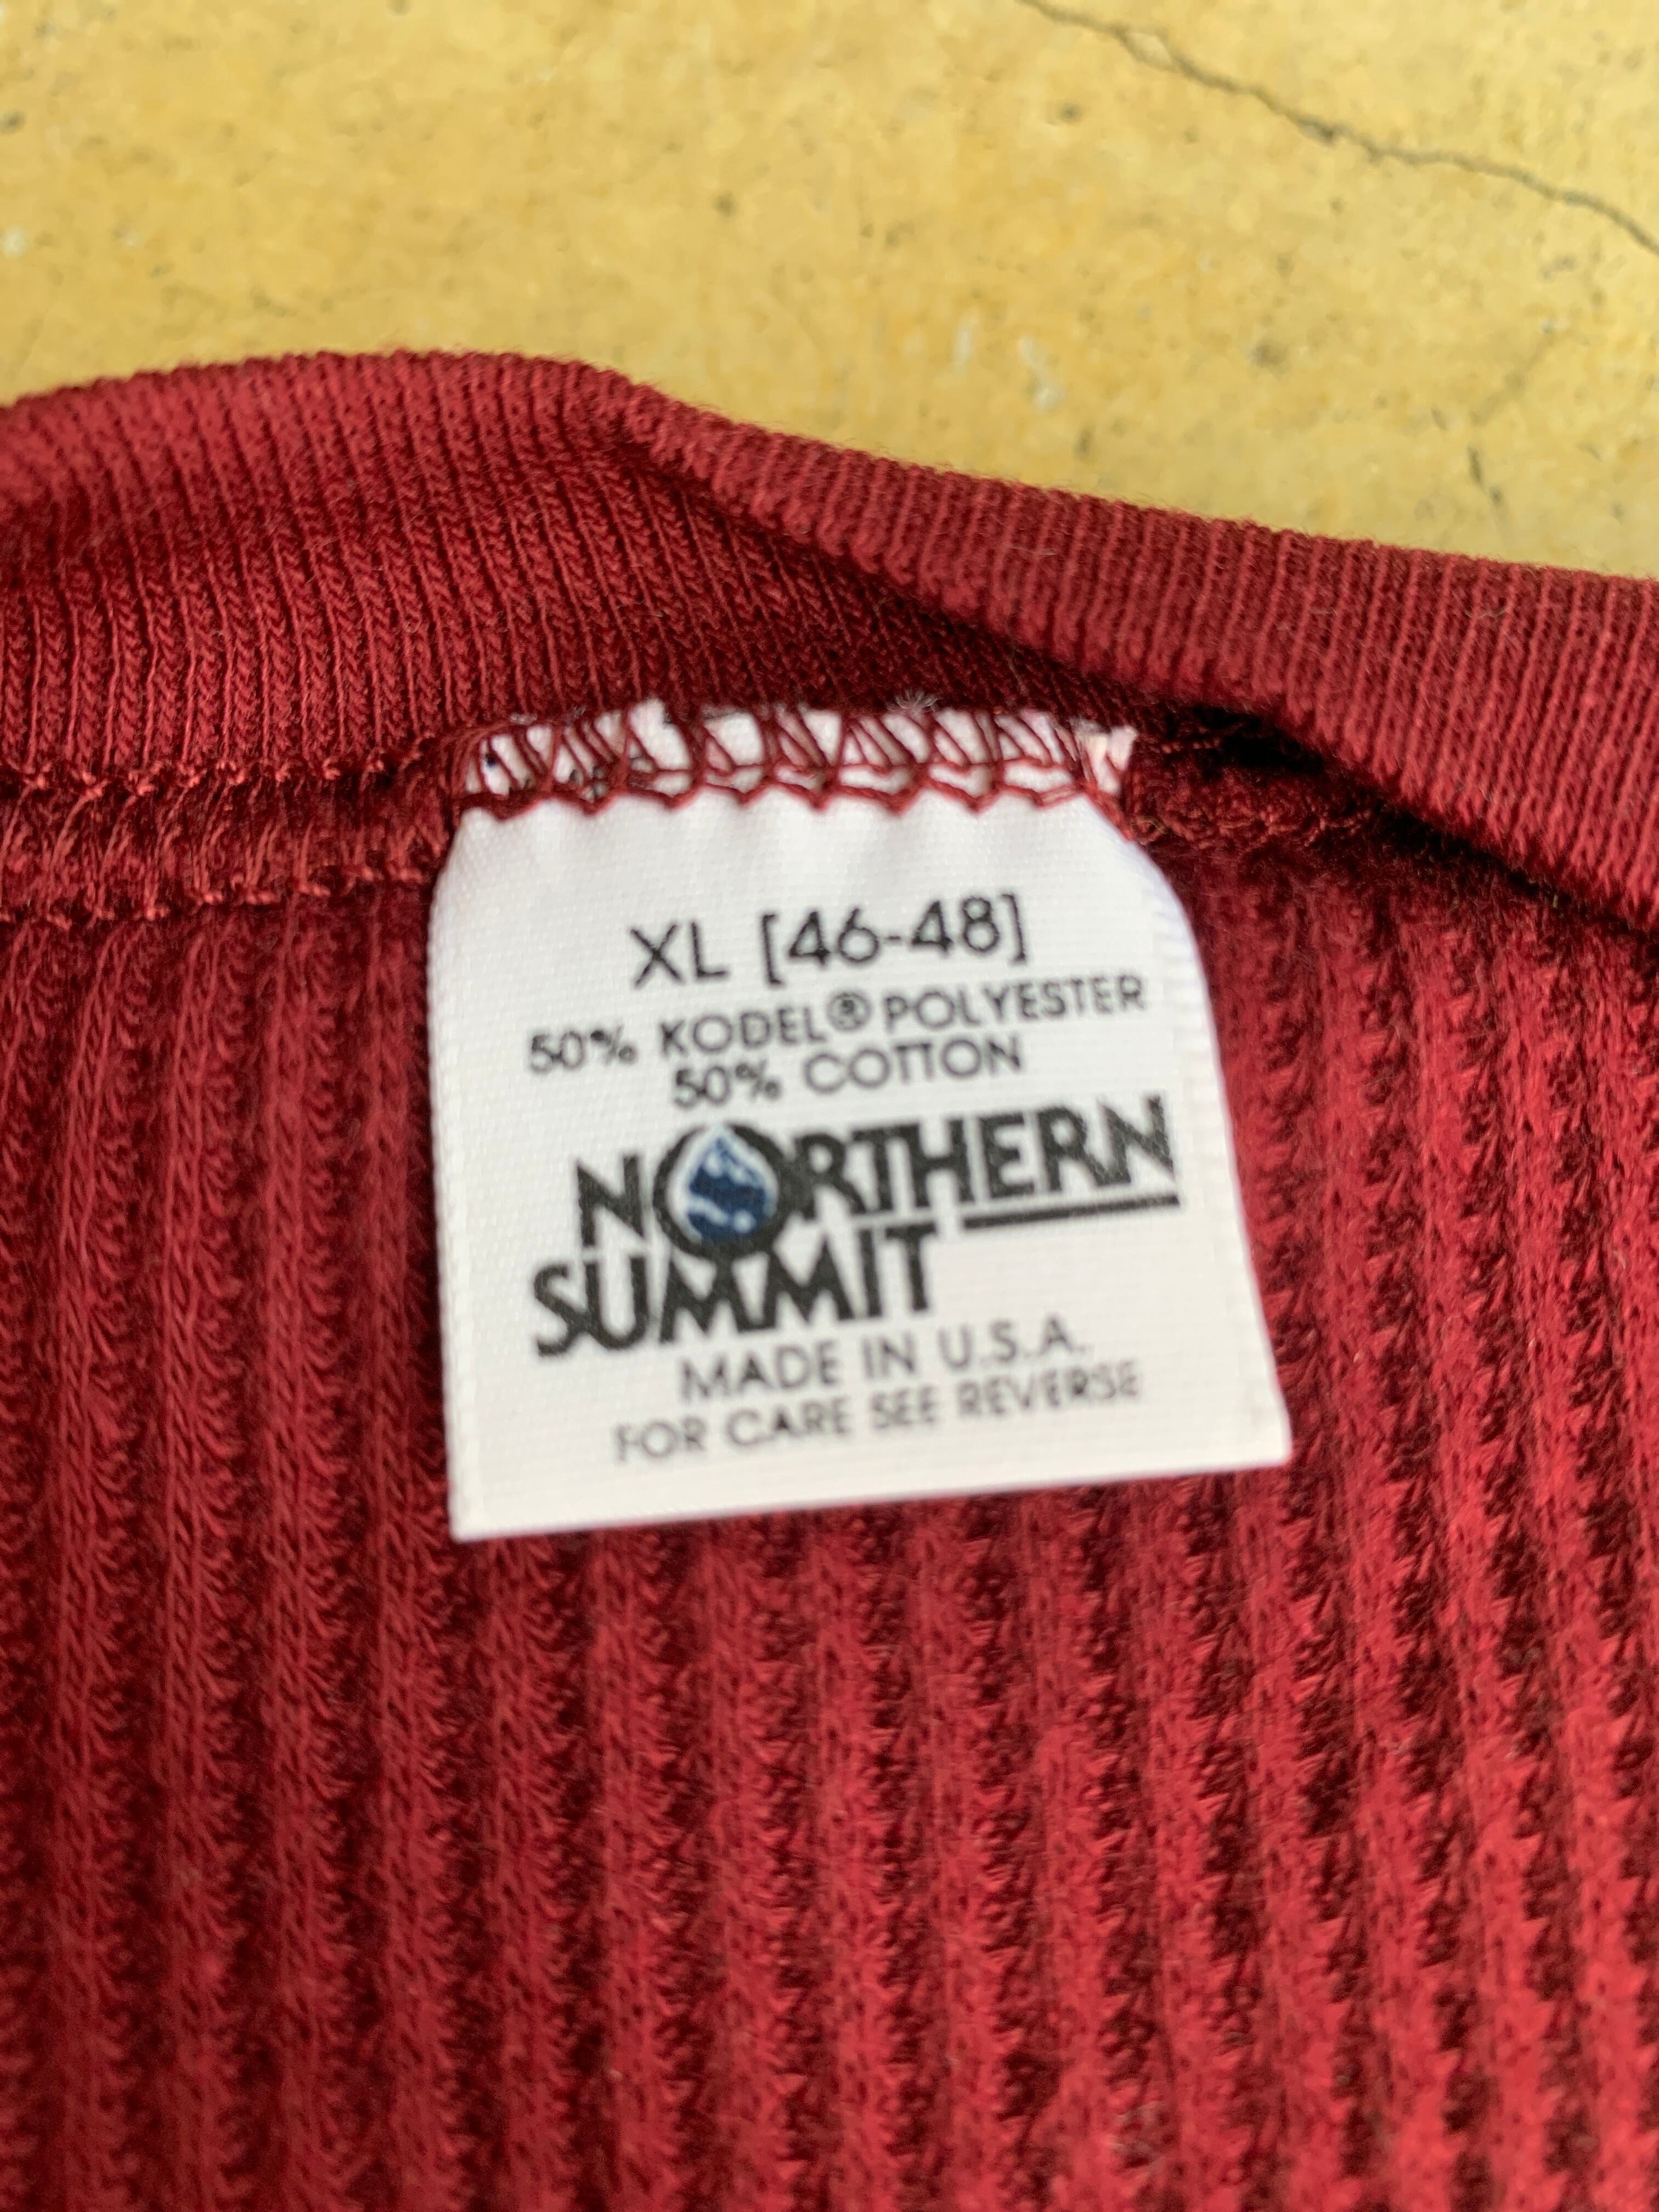 XL [46-48]
50% KODEL® POLYESTER
50% COTTON
NORTHERN
SUMMIT
MADE IN U.S.A.
FOR CARE SEE REVERSE